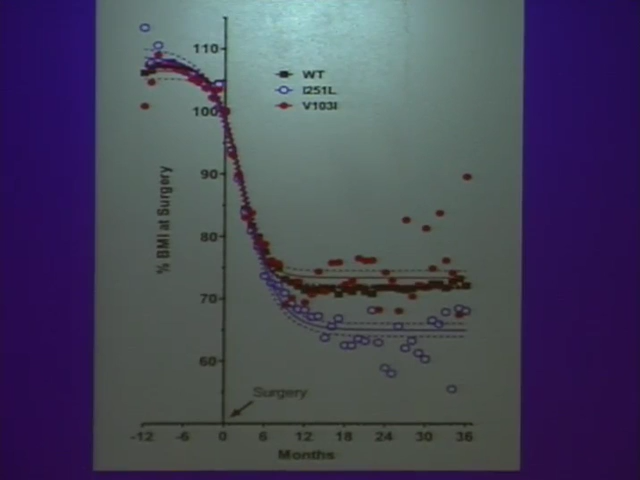 110
100
90
80
70
60
% BMI at Surgery
WT
I251L
V103I
Surgery
-12 -6 0 6 12 18 24 30 36
Months